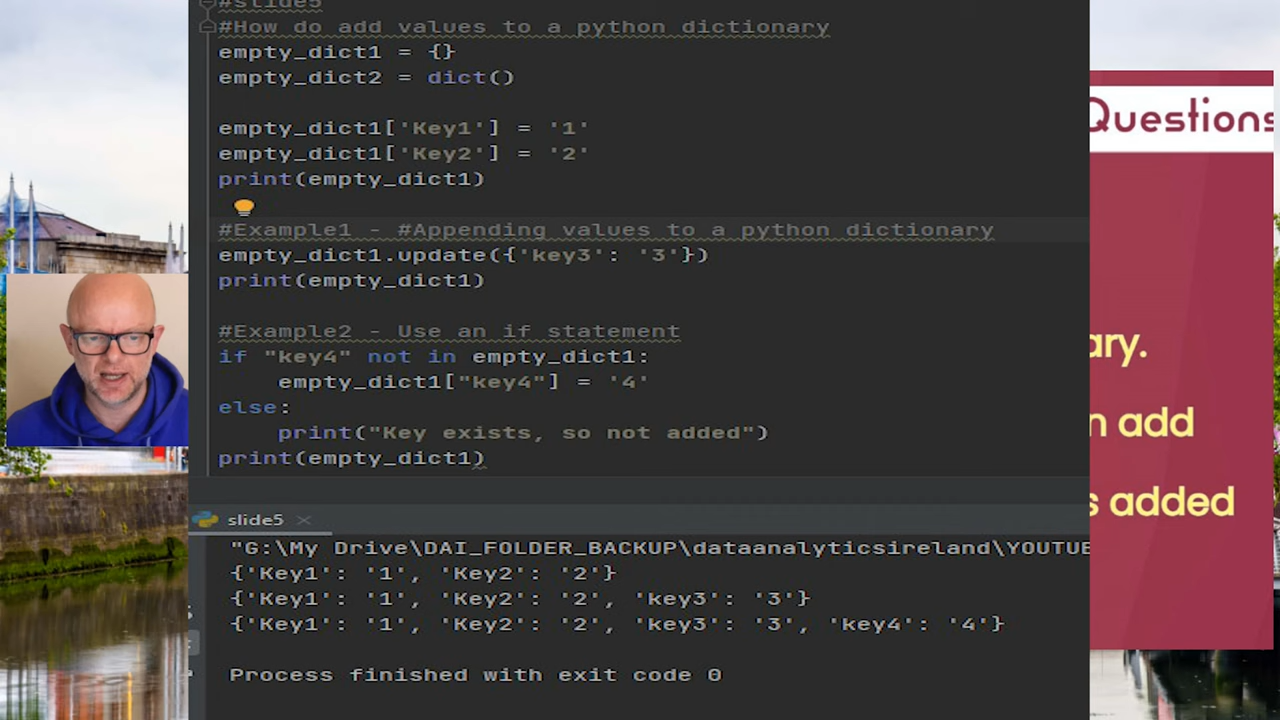 #slide5
#How do add values to a python dictionary
empty_dict1 = {}
empty_dict2 = dict()
empty_dict1['Key1'] = '1'
empty_dict1['Key2'] = '2'
print(empty_dict1)
#Example1 - #Appending values to a python dictionary
empty_dict1.update({'key3': '3'})
print(empty_dict1)
#Example2 - Use an if statement
if "key4" not in empty_dict1:
    empty_dict1["key4"] = '4'
else:
    print("Key exists, so not added")
print(empty_dict1)
slide5
"G:\My Drive\DAI_FOLDER_BACKUP\dataanalyticsireland\YOUTUBE
{'Key1': '1', 'Key2': '2'}
{'Key1': '1', 'Key2': '2', 'key3': '3'}
{'Key1': '1', 'Key2': '2', 'key3': '3', 'key4': '4'}
Process finished with exit code 0
Questions
ary.
n add
s added